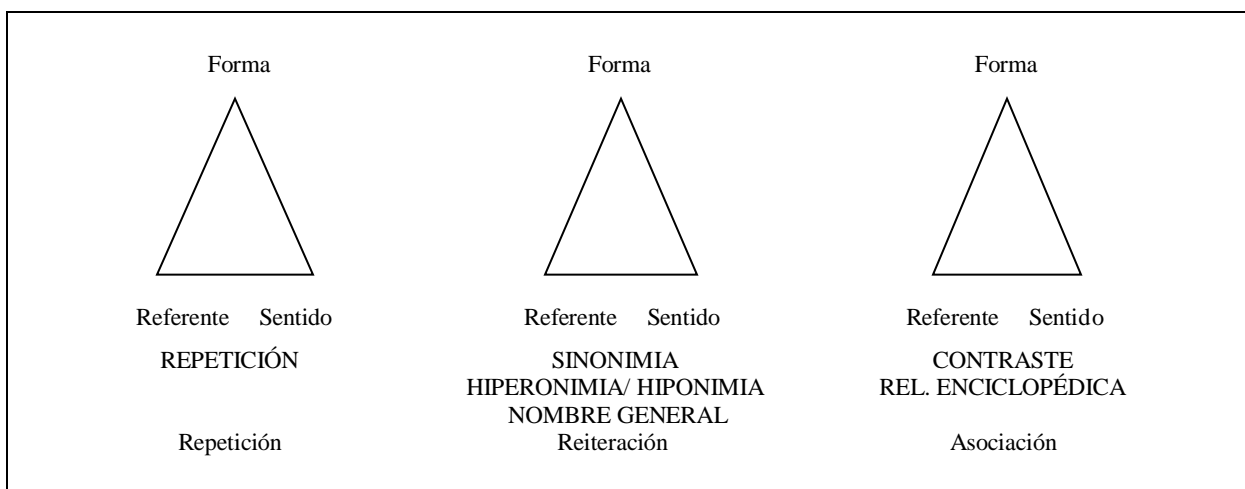 Forma Forma Forma
Referente Sentido Referente Sentido Referente Sentido
REPETICIÓN SINONIMIA CONTRASTE
HIPERONIMIA/ HIPONIMIA REL. ENCICLOPÉDICA
NOMBRE GENERAL
Repetición Reiteración Asociación